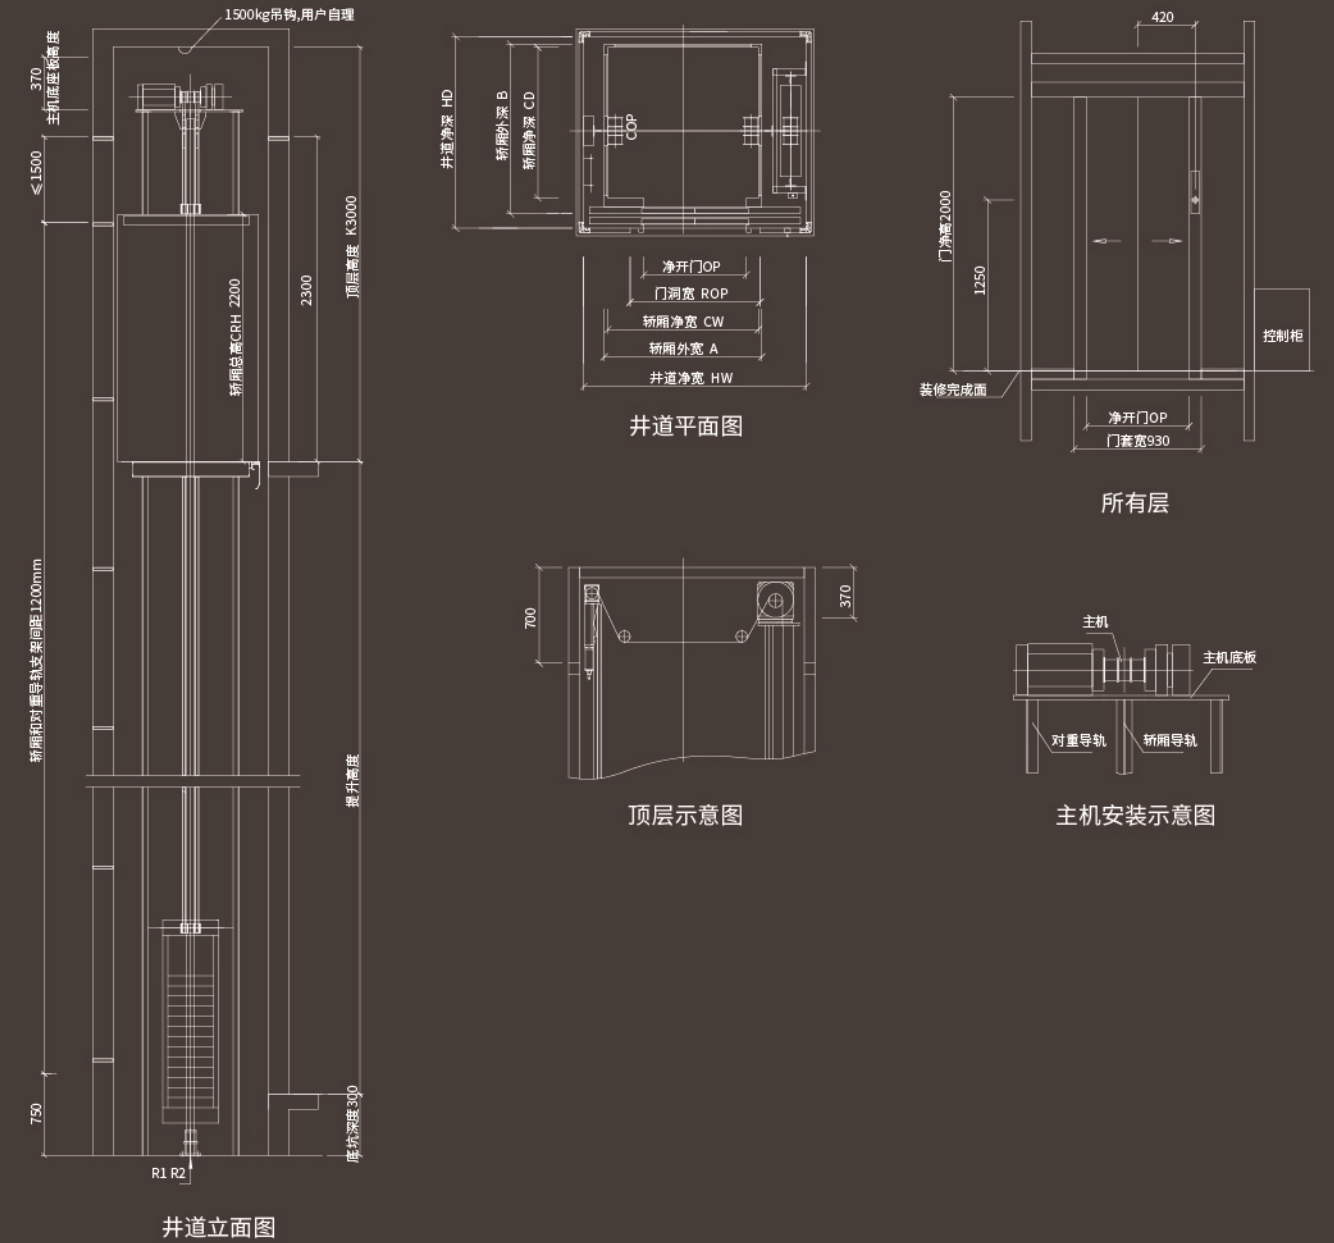 1500kg吊钩,用户自理
370
主机底座板高度
≤1500
轿厢和对重导轨支架间距1200mm
750
轿厢总高CRH 2200
2300
顶层高度 K3000
提升高度
底坑深度300
R1 R2
井道立面图
井道净深 HD
轿厢外深 B
轿厢净深 CD
COP
净开门OP
门洞宽 ROP
轿厢净宽 CW
轿厢外宽 A
井道净宽 HW
井道平面图
420
门净高2000
1250
控制柜
装修完成面
净开门OP
门套宽930
所有层
700
370
顶层示意图
主机
主机底板
对重导轨
轿厢导轨
主机安装示意图